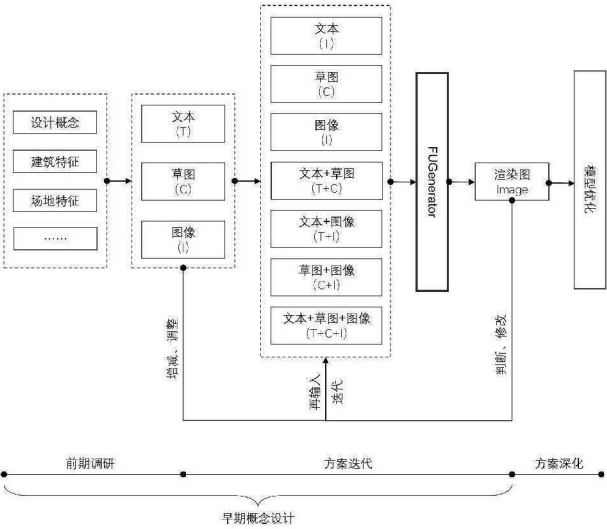 设计概念
建筑特征
场地特征
……
文本
(T)
草图
(C)
图像
(I)
文本
(I)
草图
(C)
图像
(I)
文本+草图
(T+C)
文本+图像
(T+I)
草图+图像
(C+I)
文本+草图+图像
(T+C+I)
FUGenerator
渲染图
Image
模型优化
增减、调整
再输入
迭代
判断、修改
前期调研
方案迭代
方案深化
早期概念设计